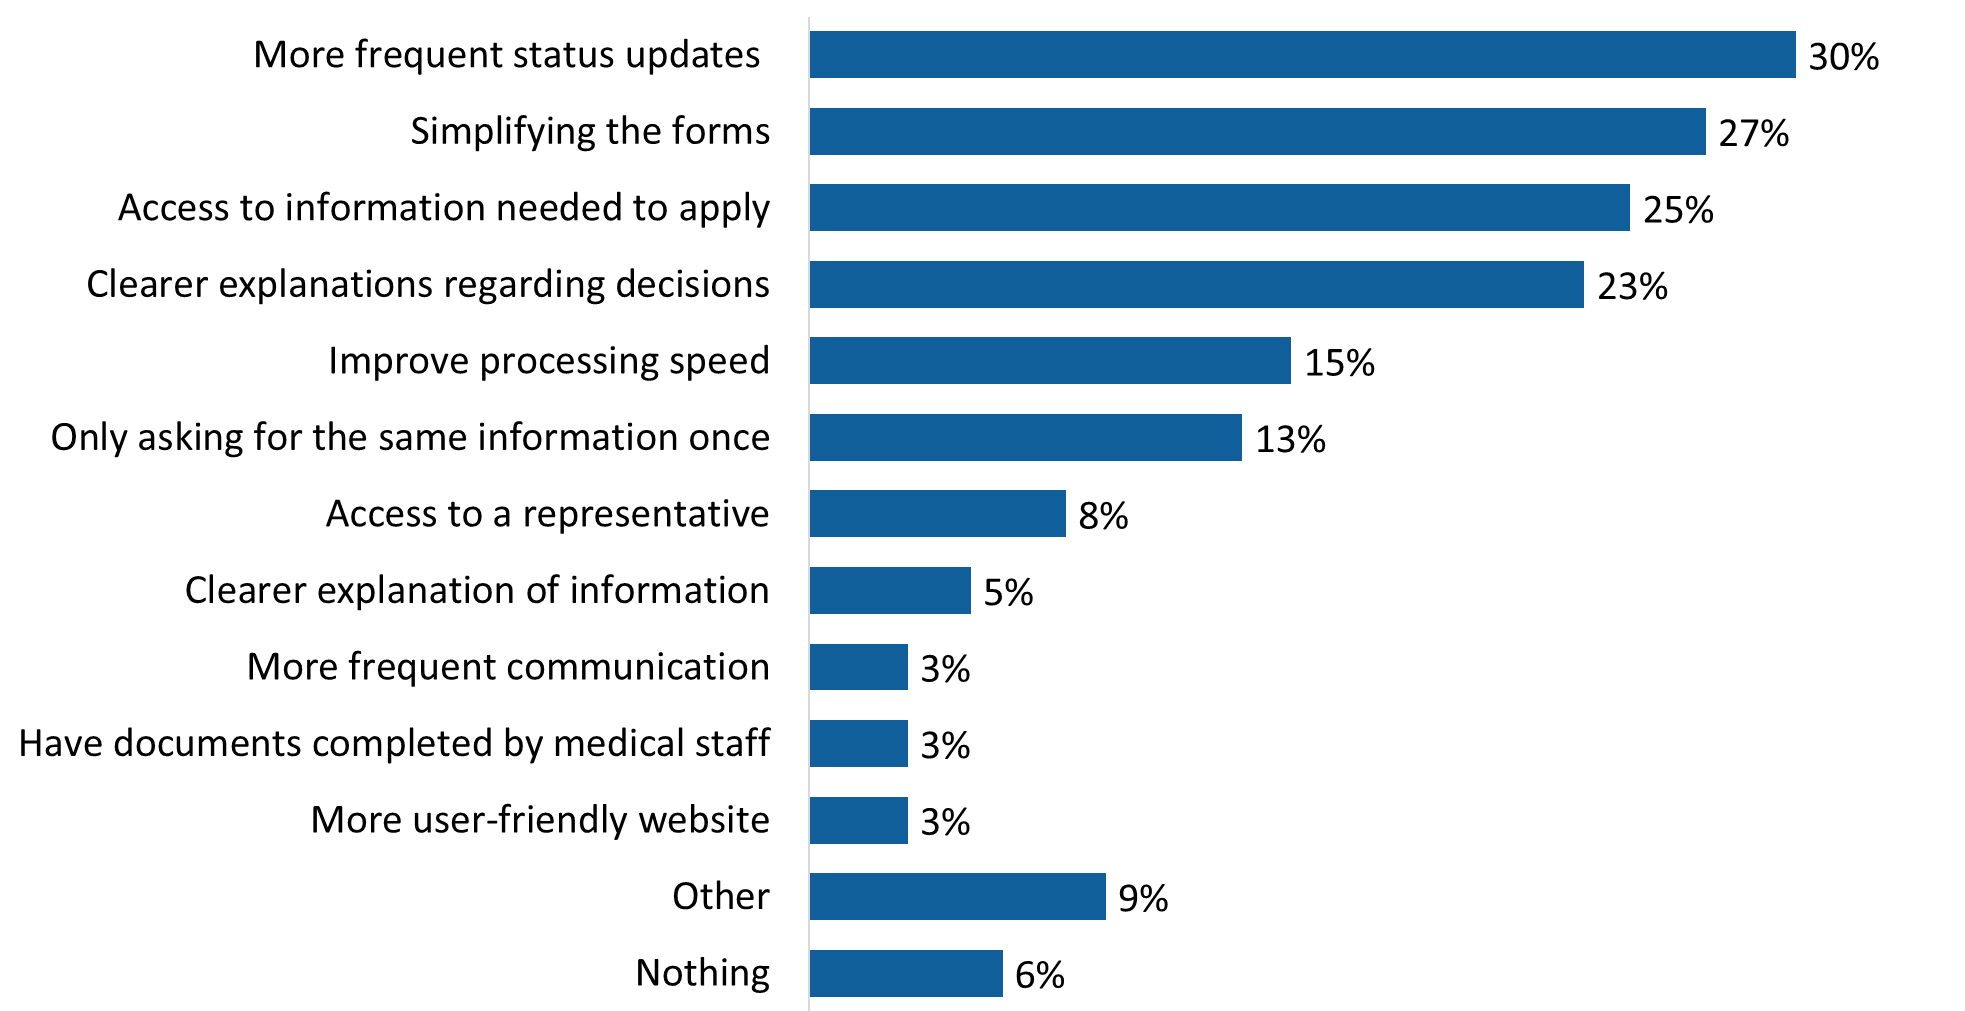 More frequent status updates 30%
Simplifying the forms 27%
Access to information needed to apply 25%
Clearer explanations regarding decisions 23%
Improve processing speed 15%
Only asking for the same information once 13%
Access to a representative 8%
Clearer explanation of information 5%
More frequent communication 3%
Have documents completed by medical staff 3%
More user-friendly website 3%
Other 9%
Nothing 6%